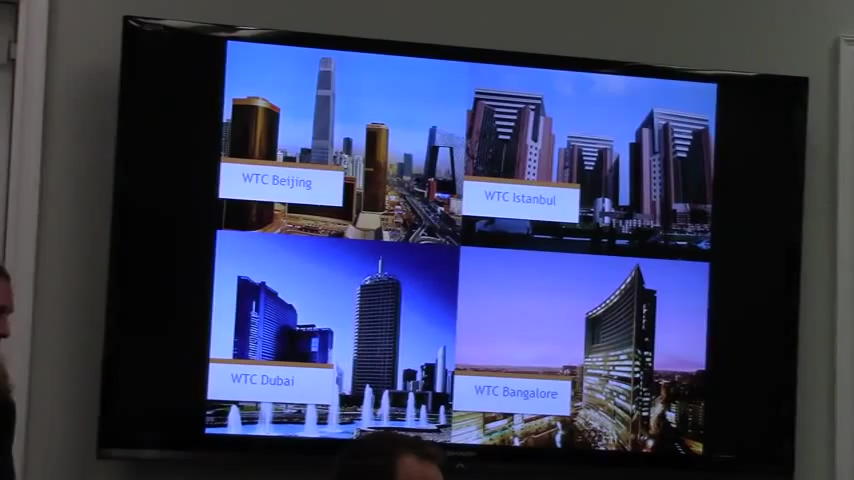 WTC Beijing
WTC Istanbul
WTC Dubai
WTC Bangalore